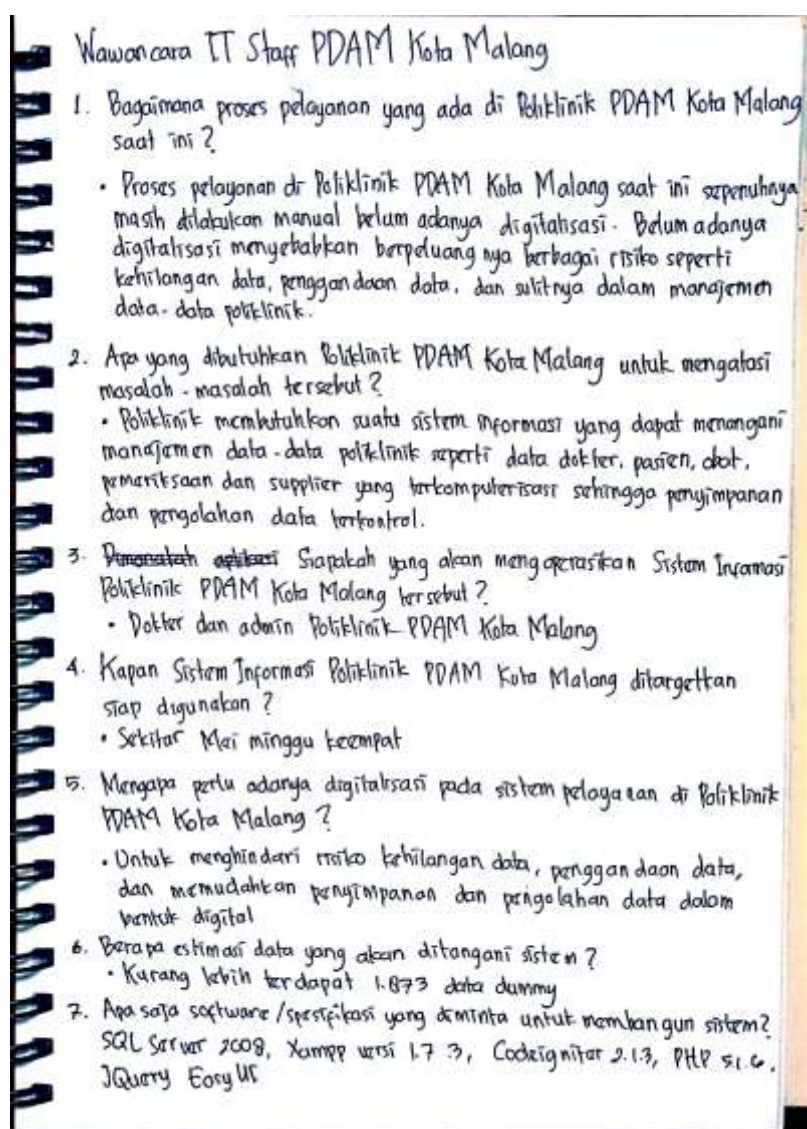 Wawancara IT Staff PDAM Kota Malang
1. Bagaimana proses pelayanan yang ada di Poliklinik PDAM Kota Malang
saat ini ?
• Proses pelayanan di Poliklinik PDAM Kota Malang saat ini sepenuhnya
masih dilakukan manual belum adanya digitalisasi. Belum adanya
digitalisasi menyebabkan berpeluang nya berbagai risiko seperti
kehilangan data, penggandaan data, dan sulitnya dalam manajemen
data-data poliklinik.
2. Apa yang dibutuhkan Poliklinik PDAM Kota Malang untuk mengatasi
masalah-masalah tersebut ?
• Poliklinik membutuhkan suatu sistem informasi yang dapat menangani
manajemen data-data poliklinik seperti data dokter, pasien, obat,
pemeriksaan dan supplier yang terkomputerisasi sehingga penyimpanan
dan pengolahan data terkontrol.
3. Siapakah yang akan mengoperasikan Sistem Informasi
Poliklinik PDAM Kota Malang tersebut ?
• Dokter dan admin Poliklinik PDAM Kota Malang
4. Kapan Sistem Informasi Poliklinik PDAM Kota Malang ditargetkan
siap digunakan ?
• Sekitar Mei minggu keempat
5. Mengapa perlu adanya digitalisasi pada sistem pelayanan di Poliklinik
PDAM Kota Malang ?
• Untuk menghindari risiko kehilangan data, penggandaan data,
dan memudahkan penyimpanan dan pengolahan data dalam
bentuk digital
6. Berapa estimasi data yang akan ditangani sistem ?
• Kurang lebih terdapat 1.873 data dummy
7. Apa saja software/spesifikasi yang diminta untuk membangun sistem?
SQL Server 2008, Xampp versi 1.7.3, Codeigniter 2.1.3, PHP 5.1.6,
JQuery Easy UI